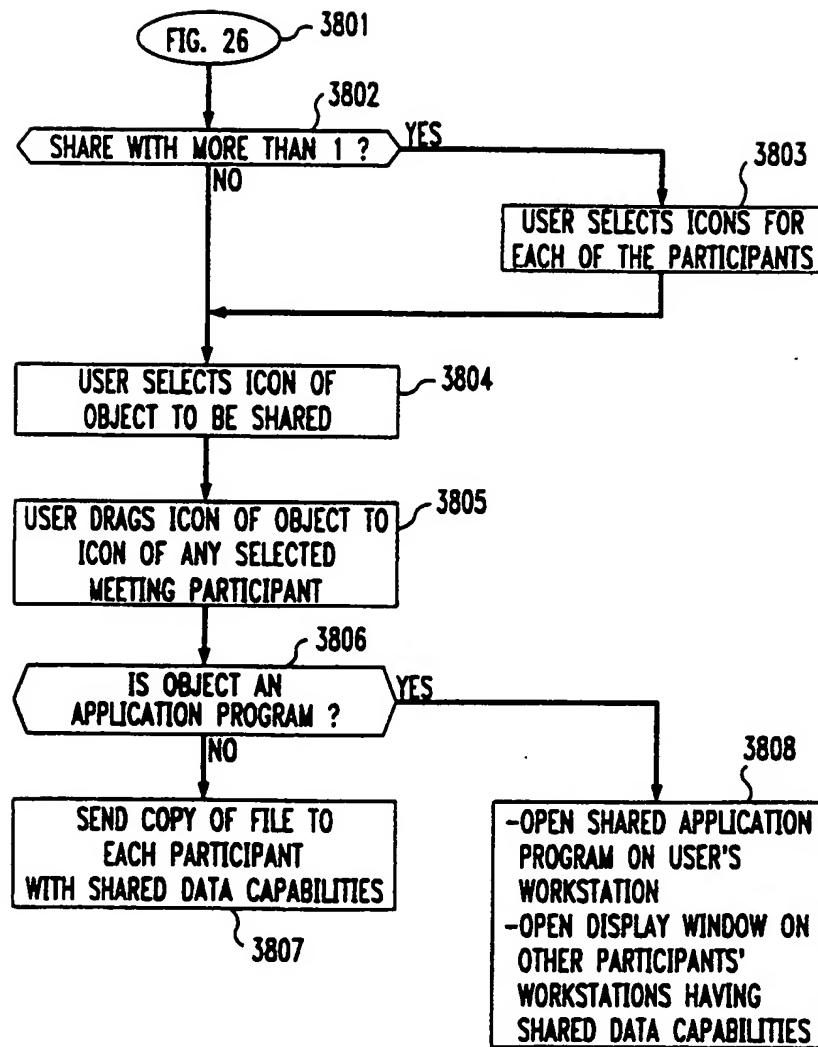 FIG. 26
3801
3802
SHARE WITH MORE THAN 1 ?
YES
NO
3803
USER SELECTS ICONS FOR
EACH OF THE PARTICIPANTS
USER SELECTS ICON OF
OBJECT TO BE SHARED
3804
USER DRAGS ICON OF OBJECT TO
ICON OF ANY SELECTED
MEETING PARTICIPANT
3805
3806
IS OBJECT AN
APPLICATION PROGRAM ?
YES
NO
SEND COPY OF FILE TO
EACH PARTICIPANT
WITH SHARED DATA CAPABILITIES
3807
3808
-OPEN SHARED APPLICATION
PROGRAM ON USER'S
WORKSTATION
-OPEN DISPLAY WINDOW ON
OTHER PARTICIPANTS'
WORKSTATIONS HAVING
SHARED DATA CAPABILITIES